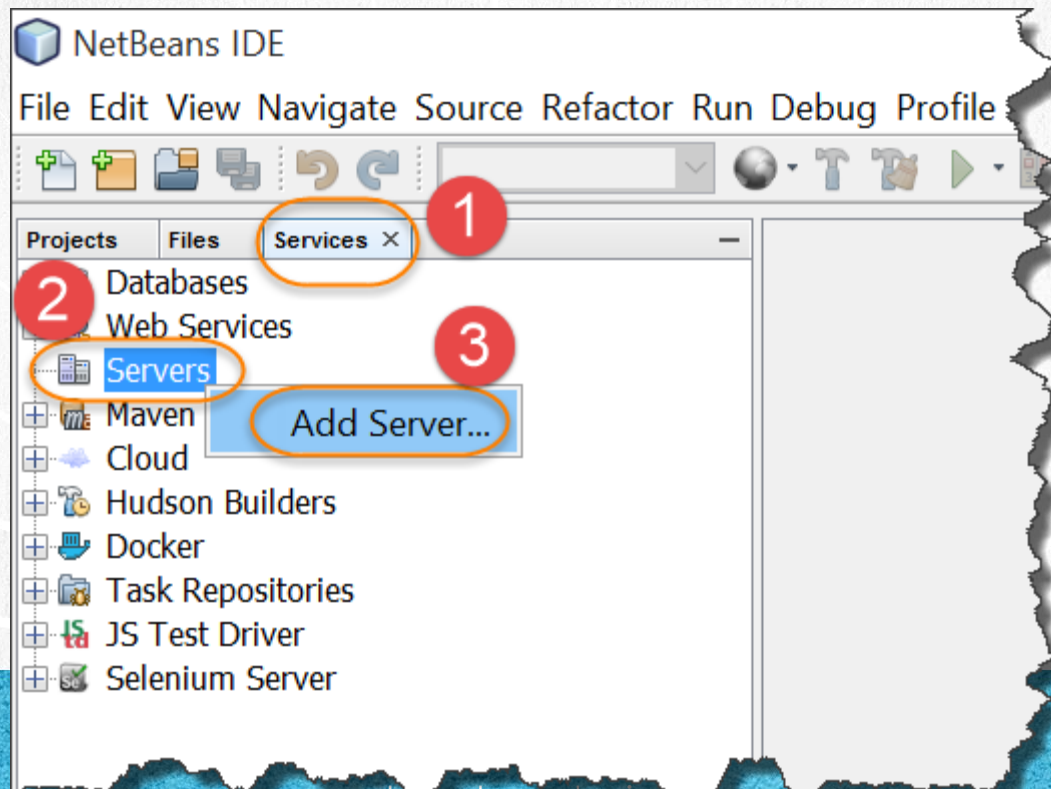 NetBeans IDE
File Edit View Navigate Source Refactor Run Debug Profile
1
Projects Files Services
2
Databases
Web Services
3
Servers
Add Server...
Maven
Cloud
Hudson Builders
Docker
Task Repositories
JS Test Driver
Selenium Server